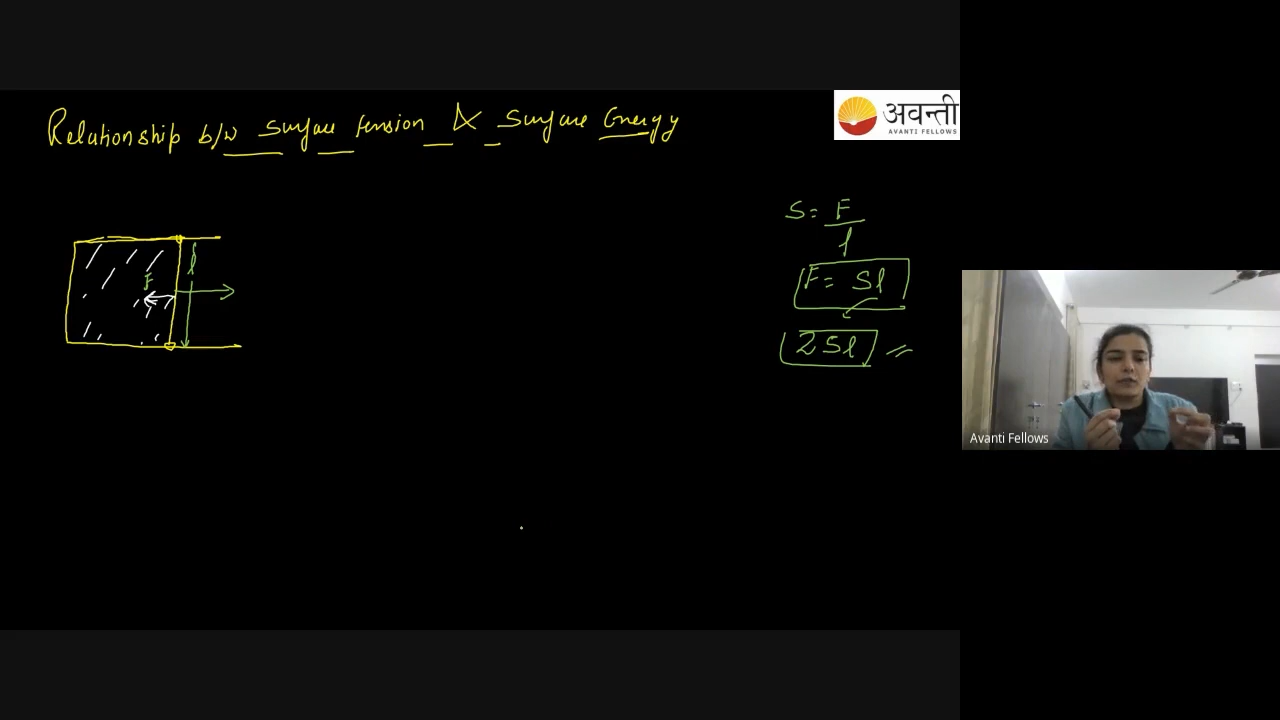 Relationship b/w Surface tension & Surface Energy
अवन्ती
AVANTI FELLOWS
S = F
l
F = Sl
2Sl
l
F
Avanti Fellows